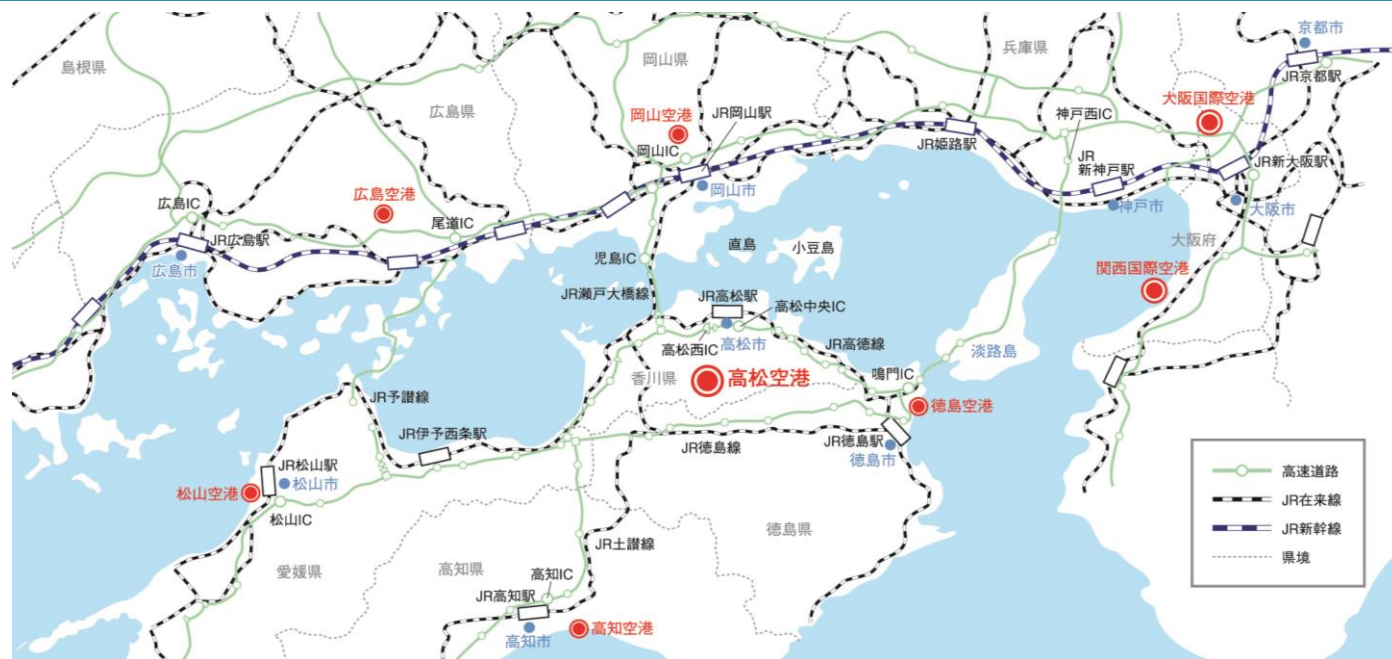 京都市
兵庫県
岡山県
島根県
JR京都駅
大阪国際空港
広島県
岡山空港
JR岡山駅
神戸西IC
岡山IC
JR姫路駅
JR
新神戸駅
JR新大阪駅
広島空港
岡山市
広島IC
神戸市
大阪市
尾道IC
JR広島駅
大阪府
直島
小豆島
児島IC
広島市
関西国際空港
JR瀬戸大橋線
JR高松駅
高松中央IC
高松西IC
高松市
JR高徳線
淡路島
香川県
高松空港
鳴門IC
JR予讃線
徳島空港
JR伊予西条駅
JR徳島線
JR徳島駅
徳島市
JR松山駅
松山市
松山空港
松山IC
高速道路
JR在来線
JR新幹線
県境
徳島県
JR土讃線
愛媛県
高知県
高知IC
JR高知駅
高知市
高知空港